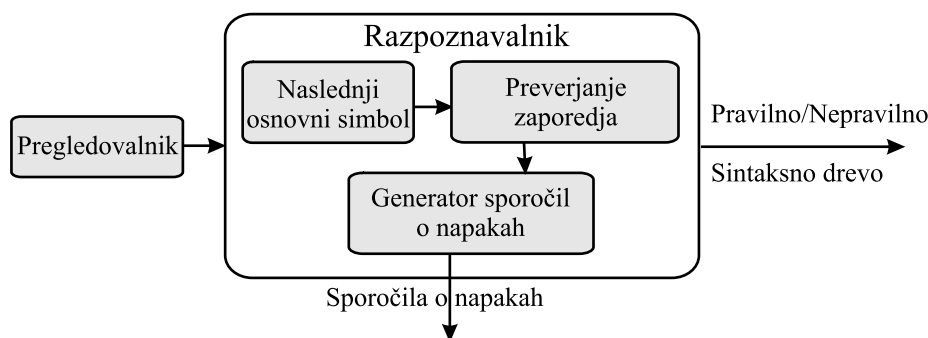 Razpoznavalnik
Naslednji
osnovni simbol
Preverjanje
zaporedja
Pregledovalnik
Pravilno/Nepravilno
Sintaksno drevo
Generator sporočil
o napakah
Sporočila o napakah